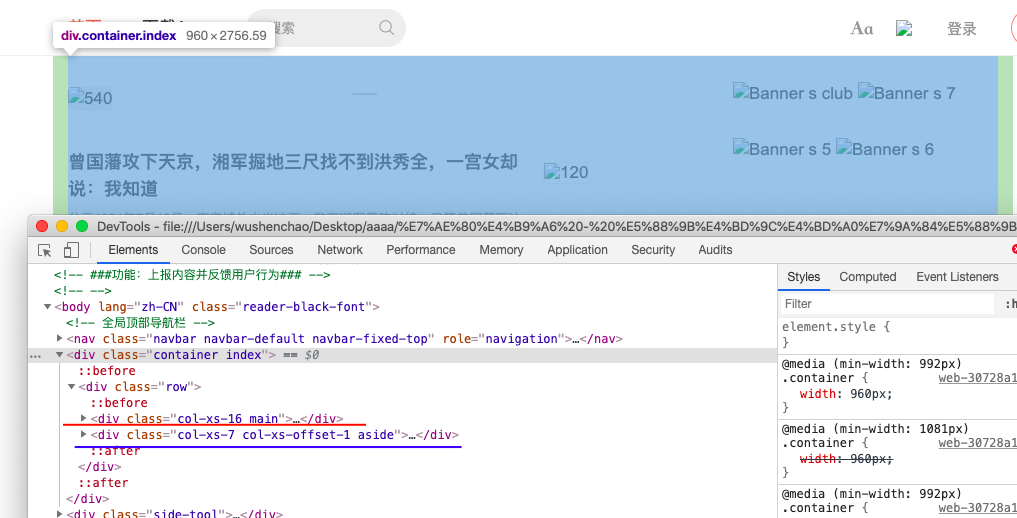 div.container.index 960×2756.59
搜索
Aa
登录
540
Banner s club
Banner s 7
Banner s 5
Banner s 6
曾国藩攻下天京，湘军掘地三尺找不到洪秀全，一宫女却
说：我知道
120
DevTools - file:///Users/wushenchao/Desktop/aaaa/%E7%AE%80%E4%B9%A6%20-%20%E5%88%9B%E4%BD%9C%E4%BD%A0%E7%9A%84%E5%88%9B
Elements Console Sources Network Performance Memory Application Security Audits
<!-- ###功能：上报内容并反馈用户行为### -->
<!-- -->
<body lang="zh-CN" class="reader-black-font">
<!-- 全局顶部导航栏 -->
<nav class="navbar navbar-default navbar-fixed-top" role="navigation">…</nav>
… <div class="container index"> == $0
::before
<div class="row">
::before
<div class="col-xs-16 main">…</div>
<div class="col-xs-7 col-xs-offset-1 aside">…</div>
::after
</div>
::after
</div>
<div class="side-tool">…</div>
Styles Computed Event Listeners
Filter :h
element.style {
}
@media (min-width: 992px)
.container { web-30728a1
width: 960px;
}
@media (min-width: 1081px)
.container { web-30728a1
width: 960px;
}
@media (min-width: 992px)
.container { web-30728a1